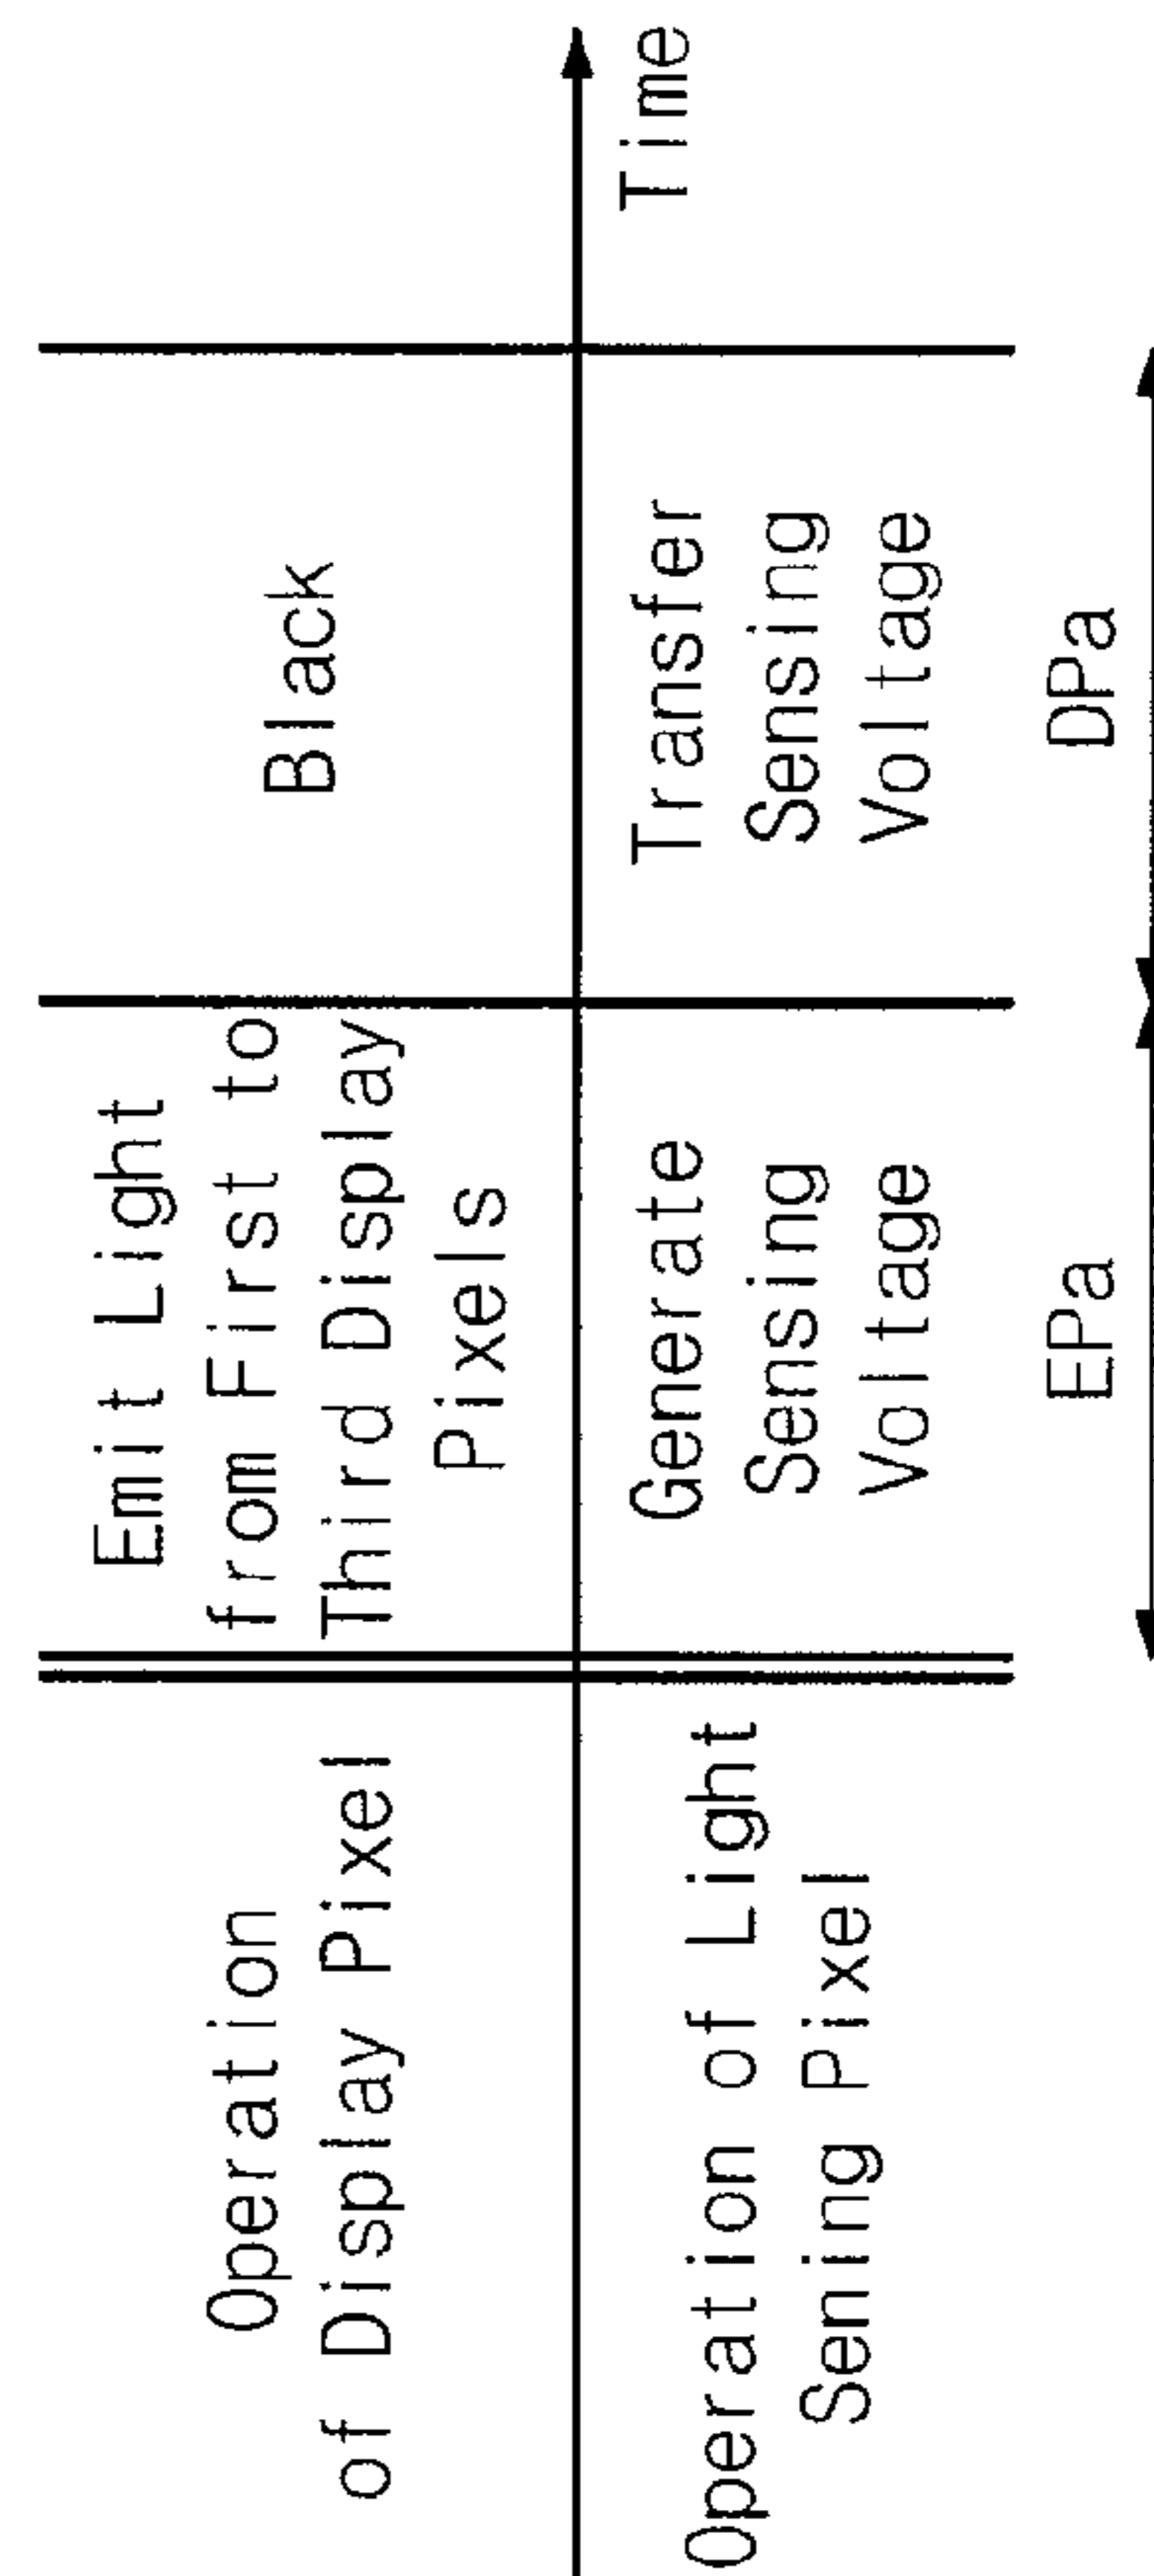 Operation
of Display Pixel
Emit Light
from First to
Third Display
Pixels
Black
Time
Operation of Light
Sening Pixel
Generate
Sensing
Voltage
Transfer
Sensing
Voltage
EPa
DPa